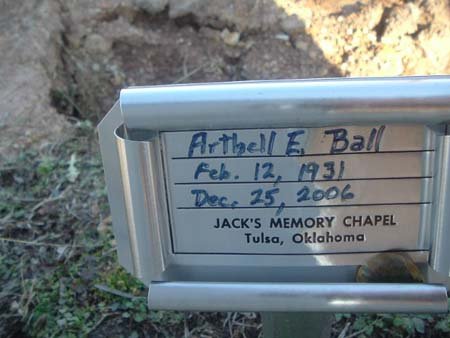 Arthell E. Ball
Feb. 12, 1931
Dec. 25, 2006
JACK'S MEMORY CHAPEL
Tulsa, Oklahoma